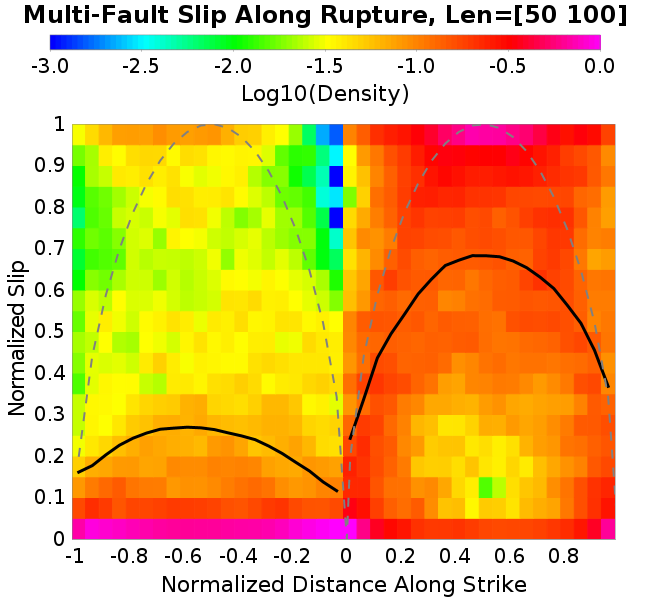 Multi-Fault Slip Along Rupture, Len=[50 100]
-3.0 -2.5 -2.0 -1.5 -1.0 -0.5 0.0
Log10(Density)
1
0.9
0.8
0.7
0.6
0.5
0.4
0.3
0.2
0.1
0
Normalized Slip
-1 -0.8 -0.6 -0.4 -0.2 0 0.2 0.4 0.6 0.8
Normalized Distance Along Strike